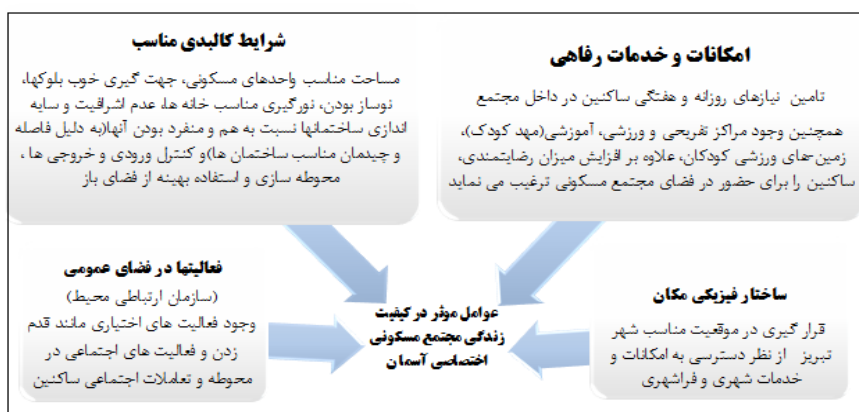 امکانات و خدمات رفاهی
تامین نیازهای روزانه و هفتگی ساکنین در داخل مجتمع
همچنین وجود مراکز تفریحی و ورزشی، آموزشی(مهد کودک)،
زمین-های ورزشی کودکان، علاوه بر افزایش میزان رضایتمندی،
ساکنین را برای حضور در فضای مجتمع مسکونی ترغیب می نماید
شرایط کالبدی مناسب
مساحت مناسب واحدهای مسکونی، جهت گیری خوب بلوکها،
نوساز بودن، نورگیری مناسب خانه ها، عدم اشراقیت و سایه
اندازی ساختمانها نسبت به هم و منفرد بودن آنها(به دلیل فاصله
و چیدمان مناسب ساختمان ها)و کنترل ورودی و خروجی ها ،
محوطه سازی و استفاده بهینه از فضای باز
عوامل موثر در کیفیت
زندگی مجتمع مسکونی
اختصاصی آسمان
ساختار فیزیکی مکان
قرار گیری در موقعیت مناسب شهر
تبریز از نظر دسترسی به امکانات و
خدمات شهری و فراشهری
فعالیتها در فضای عمومی
(سازمان ارتباطی محیط)
وجود فعالیت های اختیاری مانند قدم
زدن و فعالیت های اجتماعی در
محوطه و تعاملات اجتماعی ساکنین